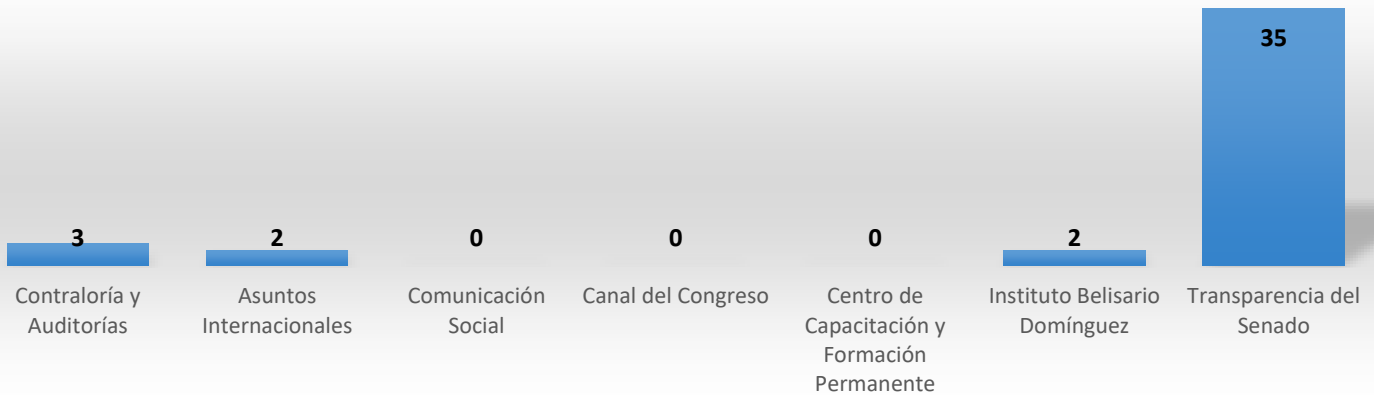 35
3
2
0
0
0
2
Contraloría y
Auditorías
Asuntos
Internacionales
Comunicación
Social
Canal del Congreso
Centro de
Capacitación y
Formación
Permanente
Instituto Belisario
Domínguez
Transparencia del
Senado